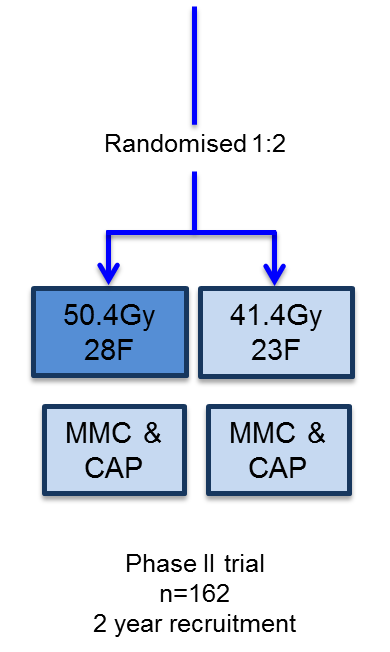 Randomised 1:2
50.4Gy
28F
41.4Gy
23F
MMC &
CAP
MMC &
CAP
Phase II trial
n=162
2 year recruitment